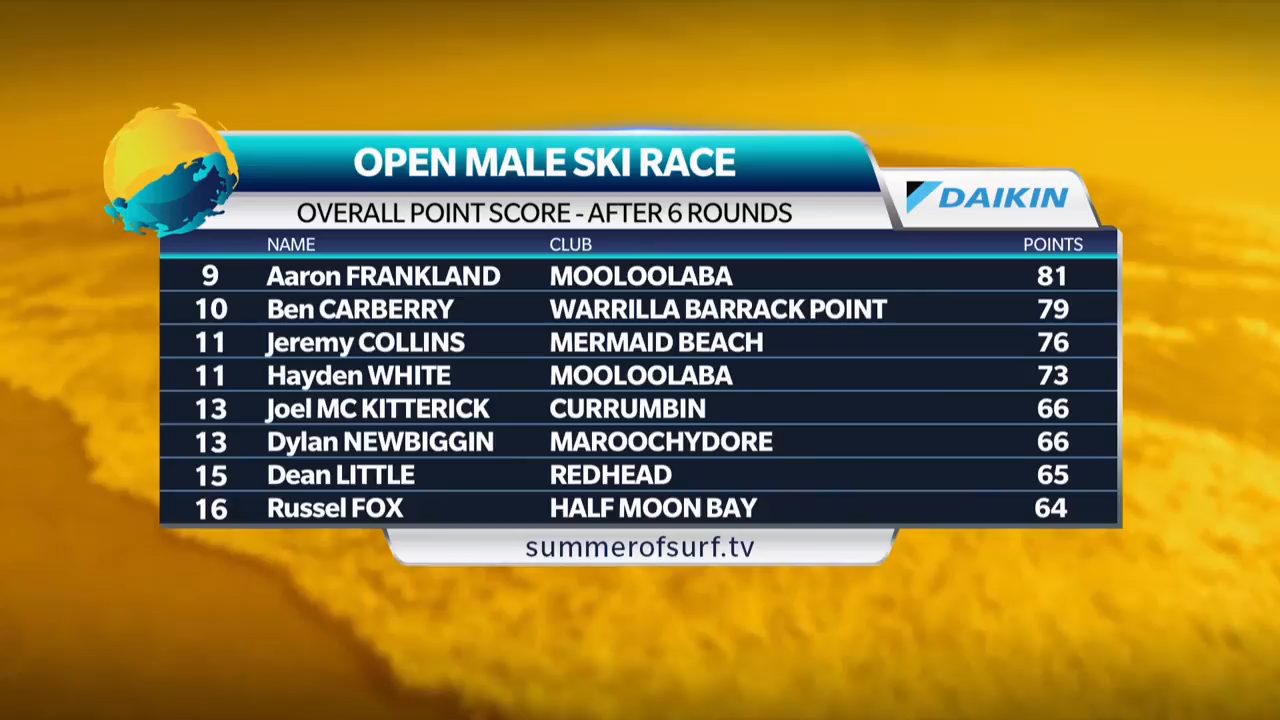 OPEN MALE SKI RACE
DAIKIN
OVERALL POINT SCORE - AFTER 6 ROUNDS
NAME CLUB POINTS
9 Aaron FRANKLAND MOOLOOLABA 81
10 Ben CARBERRY WARRILLA BARRACK POINT 79
11 Jeremy COLLINS MERMAID BEACH 76
11 Hayden WHITE MOOLOOLABA 73
13 Joel MC KITTERICK CURRUMBIN 66
13 Dylan NEWBIGGIN MAROOCHYDORE 66
15 Dean LITTLE REDHEAD 65
16 Russel FOX HALF MOON BAY 64
summerofsurf.tv